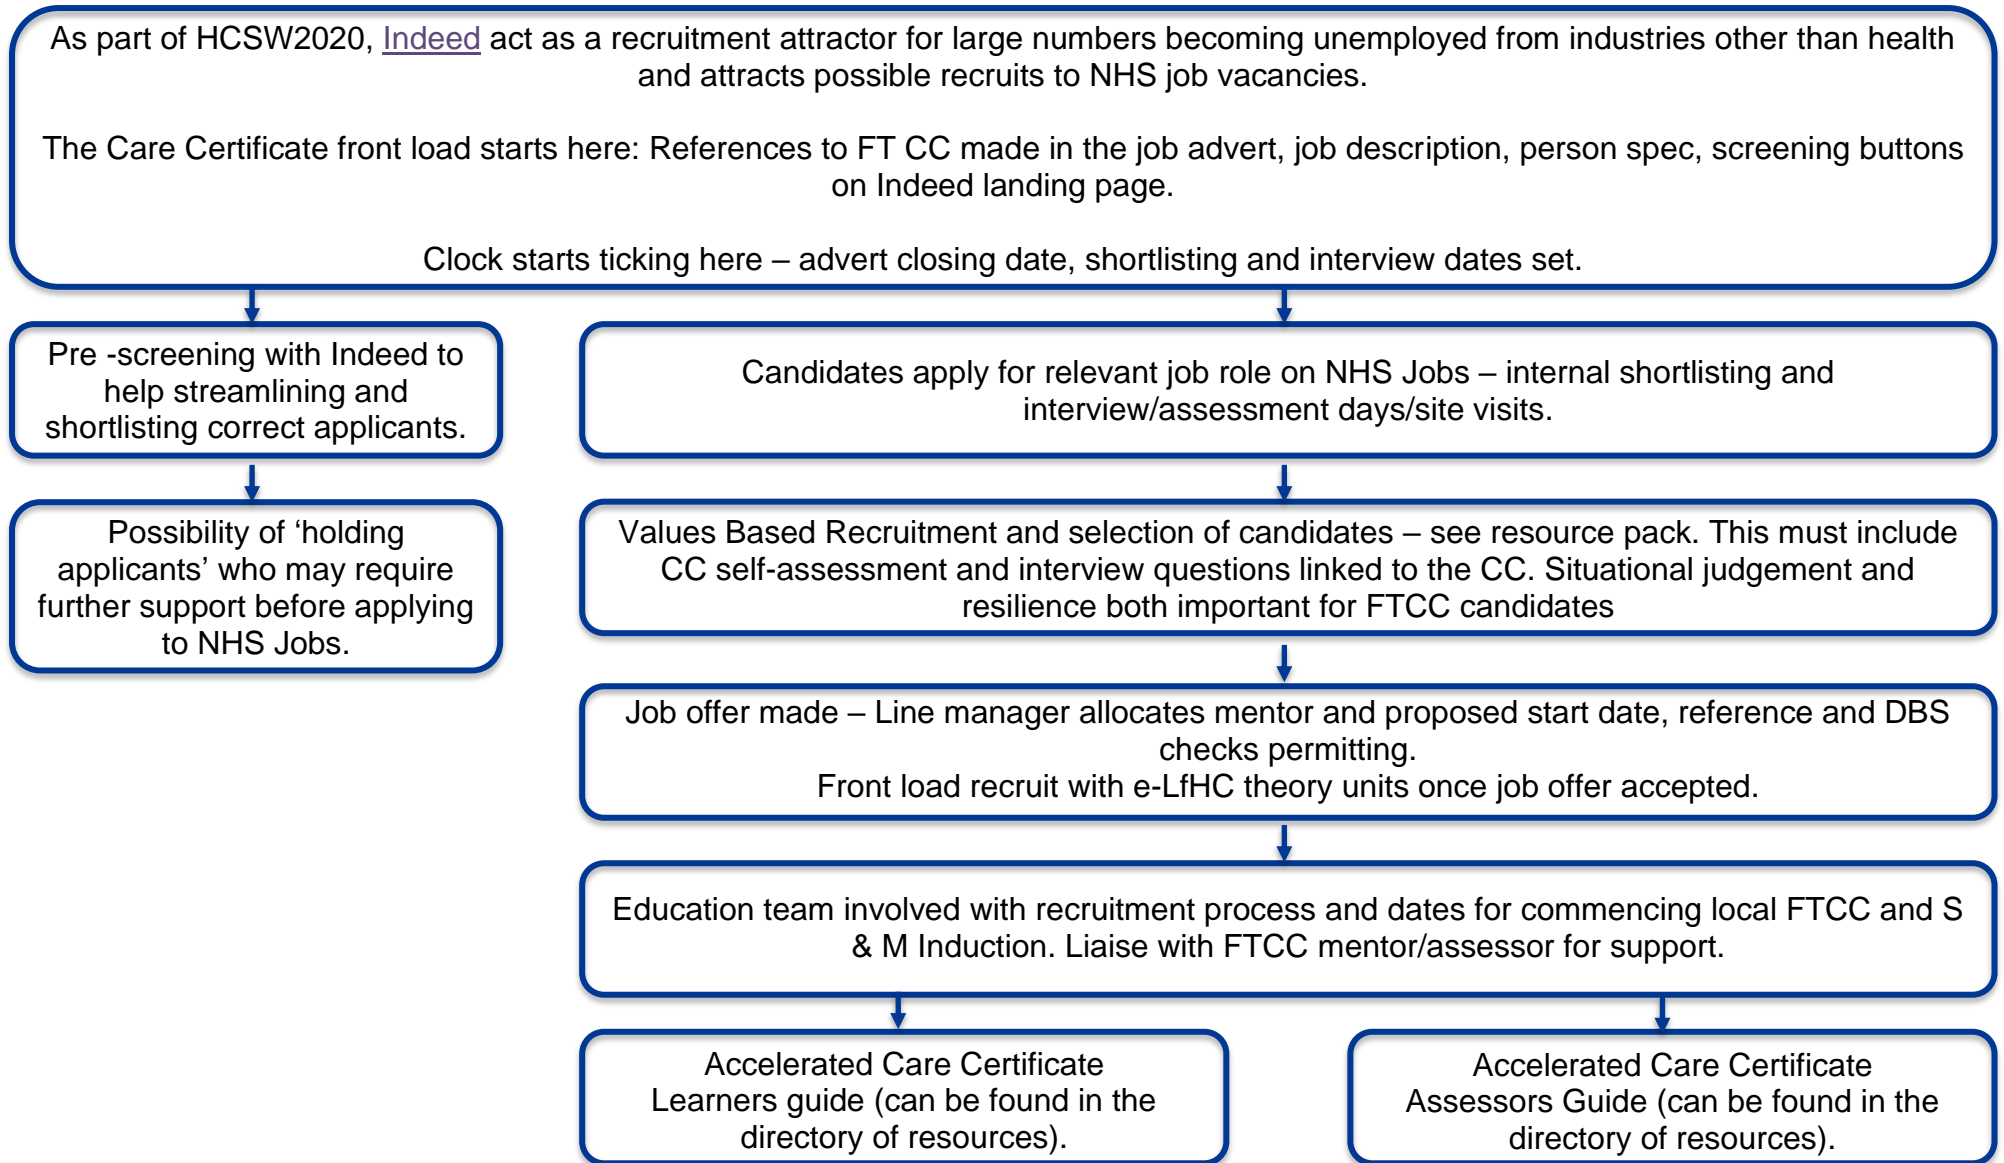 As part of HCSW2020, Indeed act as a recruitment attractor for large numbers becoming unemployed from industries other than health
and attracts possible recruits to NHS job vacancies.
The Care Certificate front load starts here: References to FT CC made in the job advert, job description, person spec, screening buttons
on Indeed landing page.
Clock starts ticking here – advert closing date, shortlisting and interview dates set.
Pre -screening with Indeed to
help streamlining and
shortlisting correct applicants.
Possibility of ‘holding
applicants’ who may require
further support before applying
to NHS Jobs.
Candidates apply for relevant job role on NHS Jobs – internal shortlisting and
interview/assessment days/site visits.
Values Based Recruitment and selection of candidates – see resource pack. This must include
CC self-assessment and interview questions linked to the CC. Situational judgement and
resilience both important for FTCC candidates
Job offer made – Line manager allocates mentor and proposed start date, reference and DBS
checks permitting.
Front load recruit with e-LfHC theory units once job offer accepted.
Education team involved with recruitment process and dates for commencing local FTCC and S
& M Induction. Liaise with FTCC mentor/assessor for support.
Accelerated Care Certificate
Learners guide (can be found in the
directory of resources).
Accelerated Care Certificate
Assessors Guide (can be found in the
directory of resources).